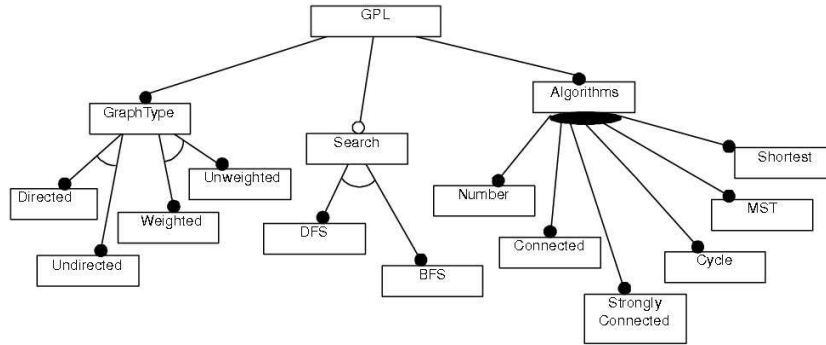 GPL
GraphType
Search
Algorithms
Directed
Undirected
Weighted
Unweighted
DFS
BFS
Number
Connected
Strongly
Connected
Cycle
MST
Shortest